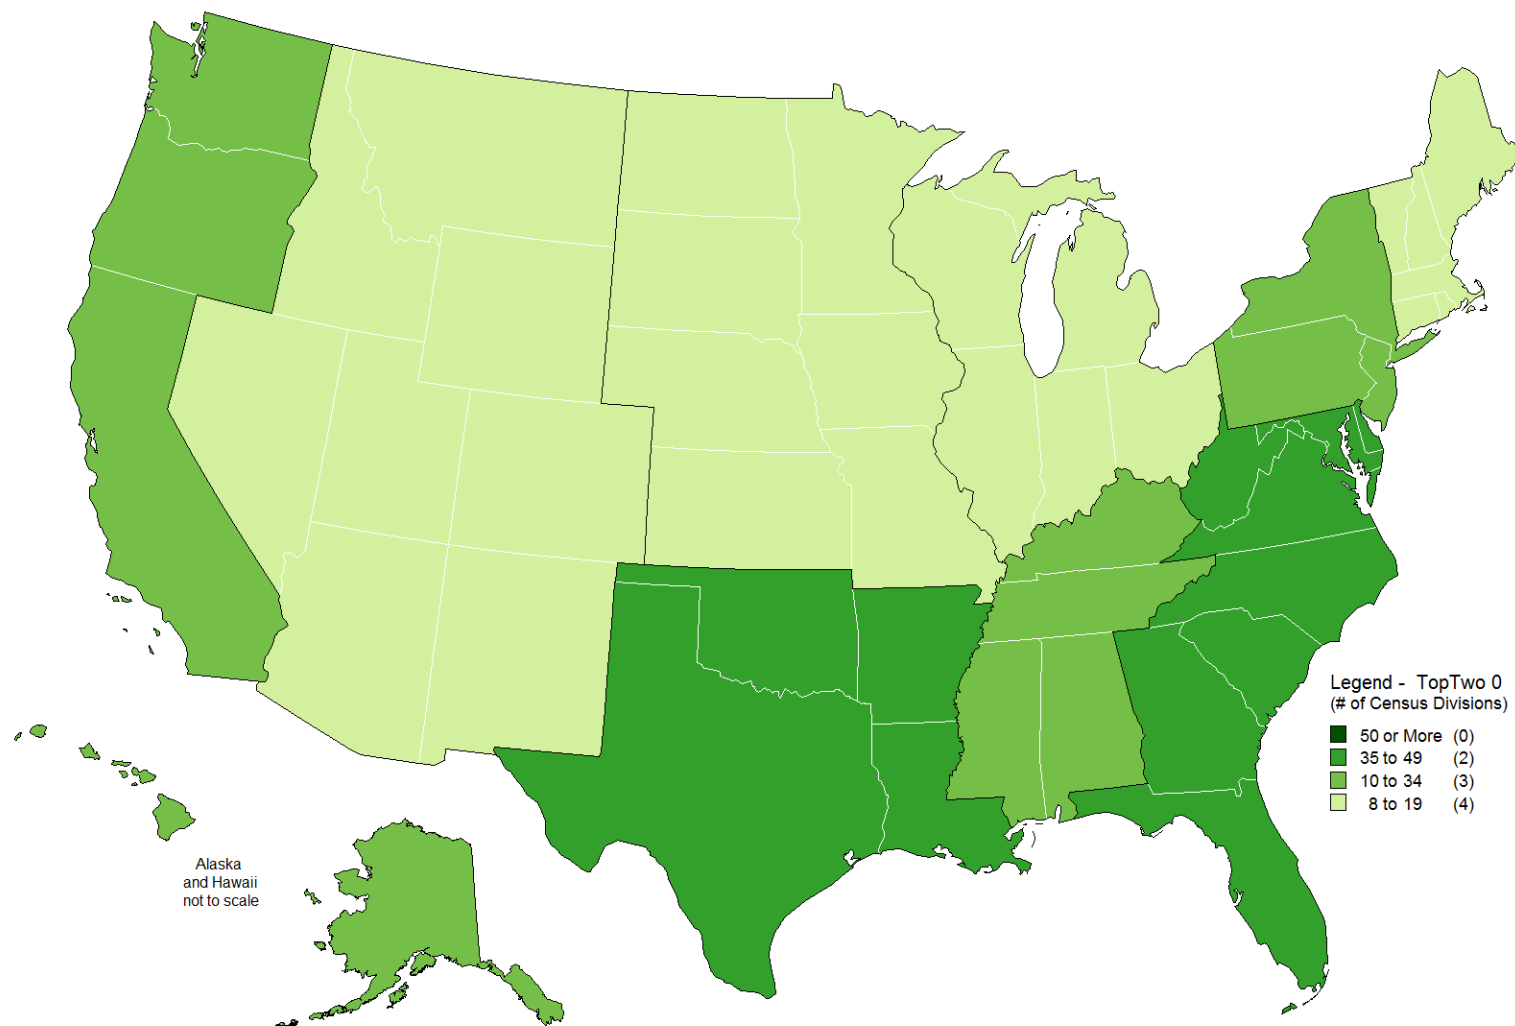 Legend - TopTwo 0
(# of Census Divisions)
50 or More (0)
35 to 49 (2)
10 to 34 (3)
8 to 19 (4)
Alaska
and Hawaii
not to scale